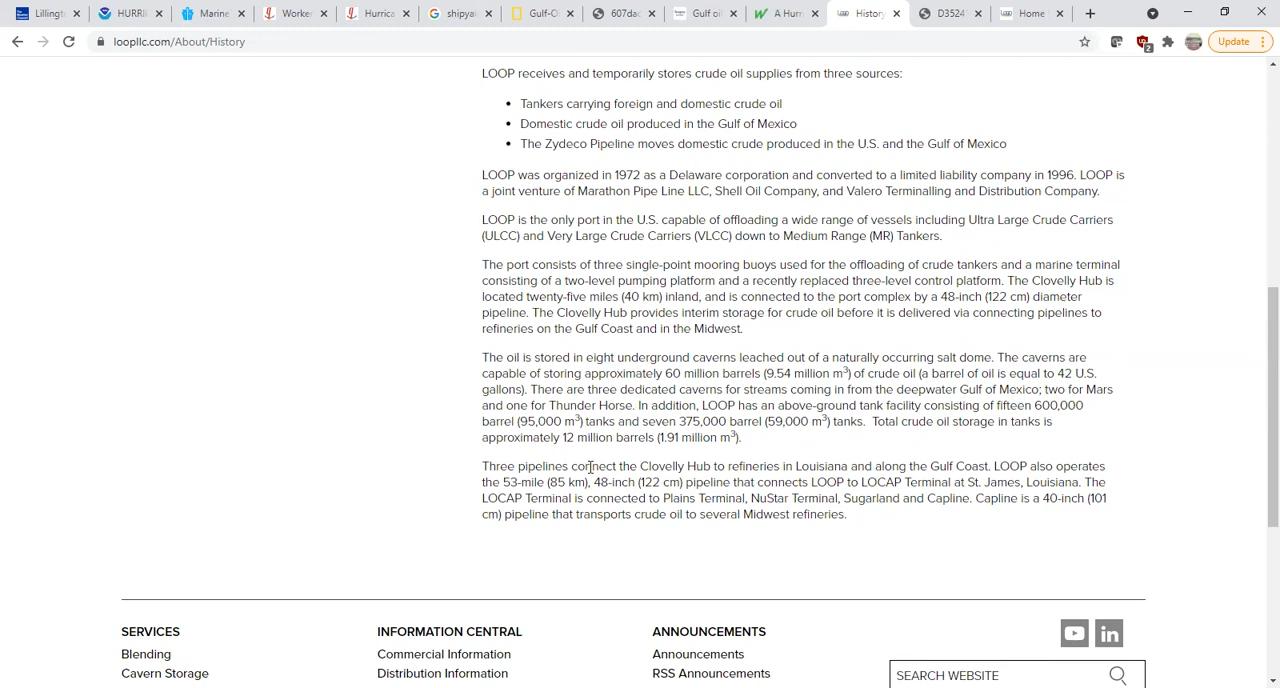 Lillingt
HURRI
Marine
Worker
Hurrica
shipya
Gulf-O
607dac
Gulf of
A Hurr
History
D3524
Home
loopllc.com/About/History
2
Update
LOOP receives and temporarily stores crude oil supplies from three sources:
• Tankers carrying foreign and domestic crude oil
• Domestic crude oil produced in the Gulf of Mexico
• The Zydeco Pipeline moves domestic crude produced in the U.S. and the Gulf of Mexico
LOOP was organized in 1972 as a Delaware corporation and converted to a limited liability company in 1996. LOOP is
a joint venture of Marathon Pipe Line LLC, Shell Oil Company, and Valero Terminalling and Distribution Company.
LOOP is the only port in the U.S. capable of offloading a wide range of vessels including Ultra Large Crude Carriers
(ULCC) and Very Large Crude Carriers (VLCC) down to Medium Range (MR) Tankers.
The port consists of three single-point mooring buoys used for the offloading of crude tankers and a marine terminal
consisting of a two-level pumping platform and a recently replaced three-level control platform. The Clovelly Hub is
located twenty-five miles (40 km) inland, and is connected to the port complex by a 48-inch (122 cm) diameter
pipeline. The Clovelly Hub provides interim storage for crude oil before it is delivered via connecting pipelines to
refineries on the Gulf Coast and in the Midwest.
The oil is stored in eight underground caverns leached out of a naturally occurring salt dome. The caverns are
capable of storing approximately 60 million barrels (9.54 million m³) of crude oil (a barrel of oil is equal to 42 U.S.
gallons). There are three dedicated caverns for streams coming in from the deepwater Gulf of Mexico; two for Mars
and one for Thunder Horse. In addition, LOOP has an above-ground tank facility consisting of fifteen 600,000
barrel (95,000 m³) tanks and seven 375,000 barrel (59,000 m³) tanks. Total crude oil storage in tanks is
approximately 12 million barrels (1.91 million m³).
Three pipelines connect the Clovelly Hub to refineries in Louisiana and along the Gulf Coast. LOOP also operates
the 53-mile (85 km), 48-inch (122 cm) pipeline that connects LOOP to LOCAP Terminal at St. James, Louisiana. The
LOCAP Terminal is connected to Plains Terminal, NuStar Terminal, Sugarland and Capline. Capline is a 40-inch (101
cm) pipeline that transports crude oil to several Midwest refineries.
SERVICES
Blending
Cavern Storage
INFORMATION CENTRAL
Commercial Information
Distribution Information
ANNOUNCEMENTS
Announcements
RSS Announcements
in
SEARCH WEBSITE